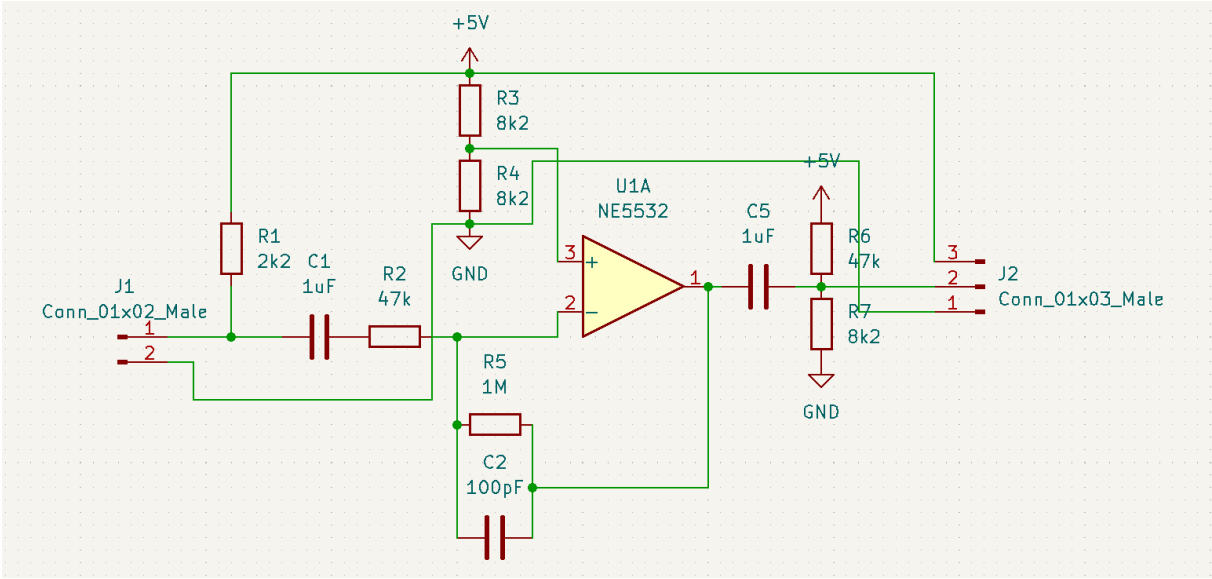 +5V
R3
8k2
R4
8k2
GND
+5V
U1A
NE5532
3
+
2
−
1
C5
1uF
R6
47k
R7
8k2
GND
3
2
1
J2
Conn_01x03_Male
R1
2k2
C1
1uF
R2
47k
J1
Conn_01x02_Male
1
2
R5
1M
C2
100pF